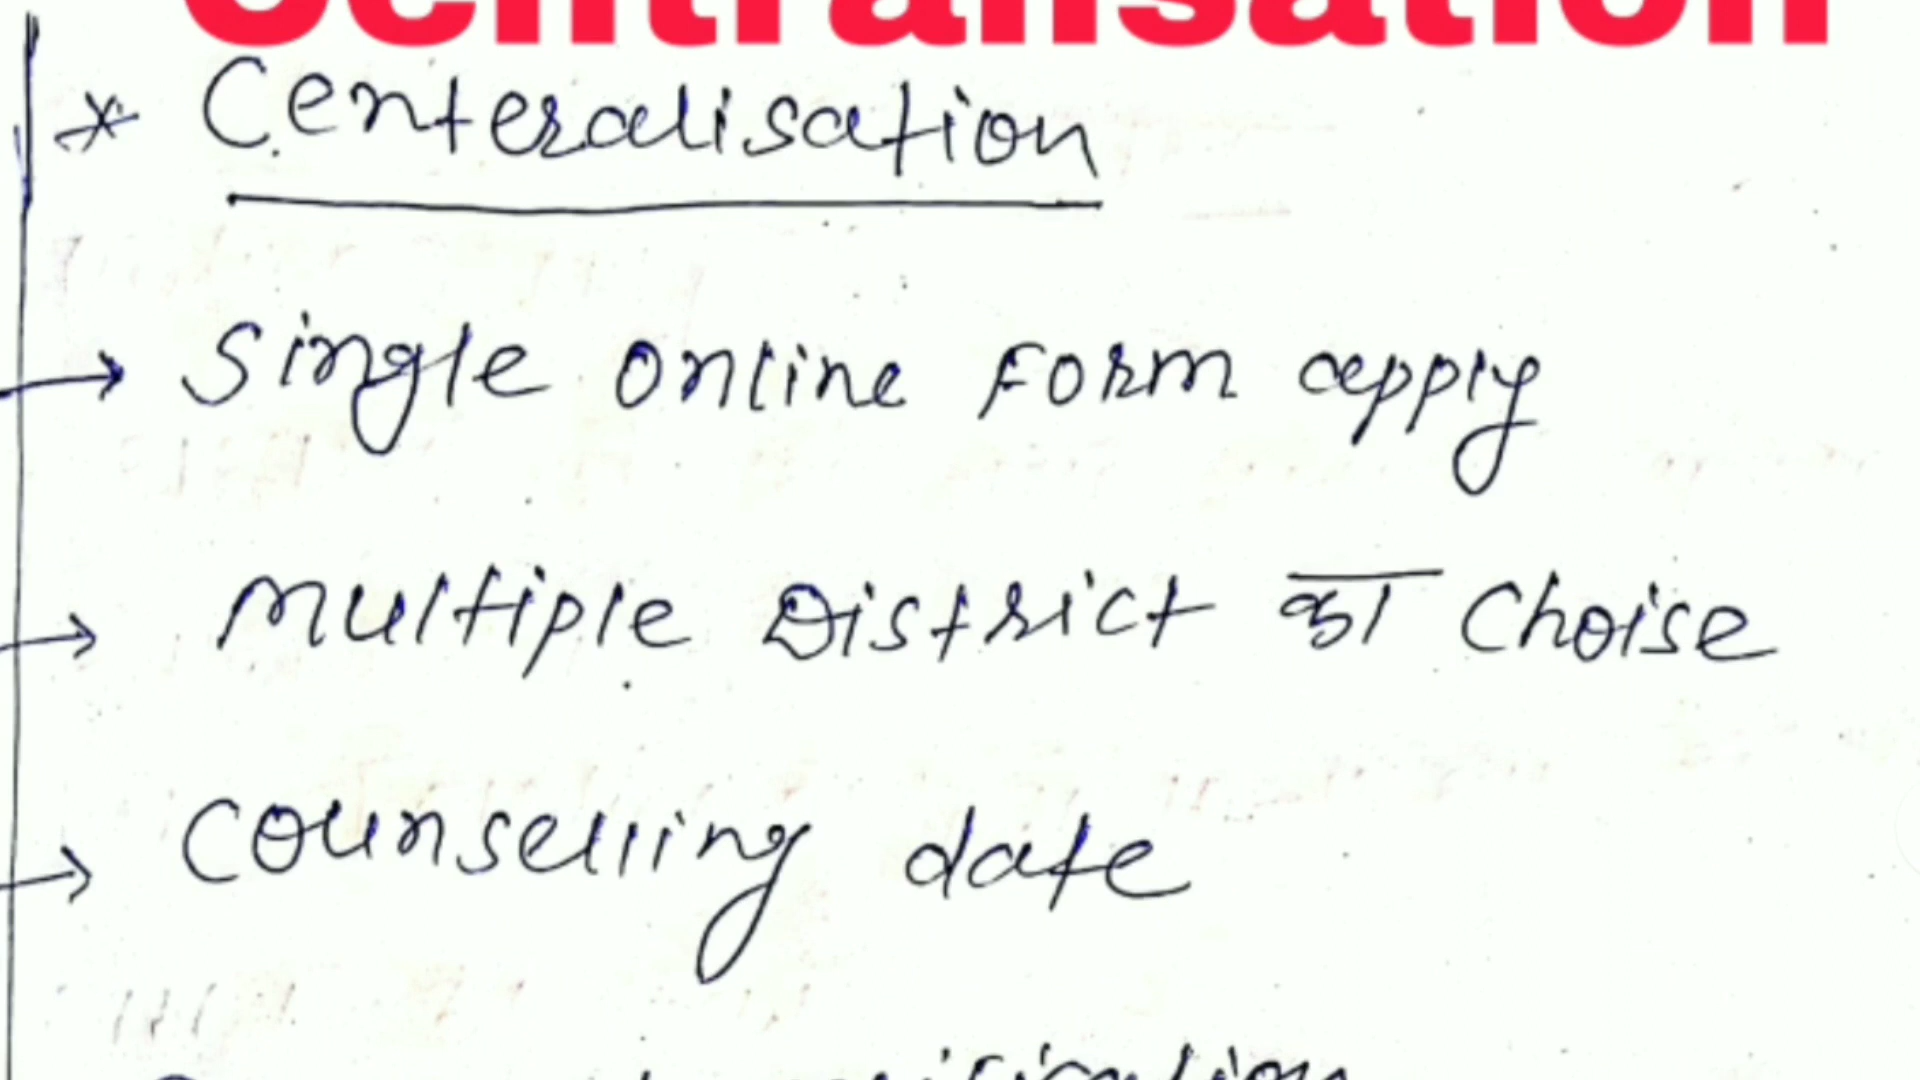 Centralisation
* Centeralisation
→ Single online Form apply
→ Multiple District का Choise
→ Counselling date